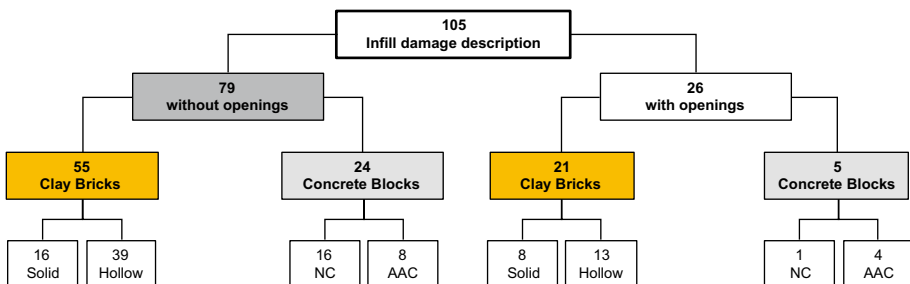 105
Infill damage description
79
without openings
26
with openings
55
Clay Bricks
24
Concrete Blocks
21
Clay Bricks
5
Concrete Blocks
16
Solid
39
Hollow
16
NC
8
AAC
8
Solid
13
Hollow
1
NC
4
AAC